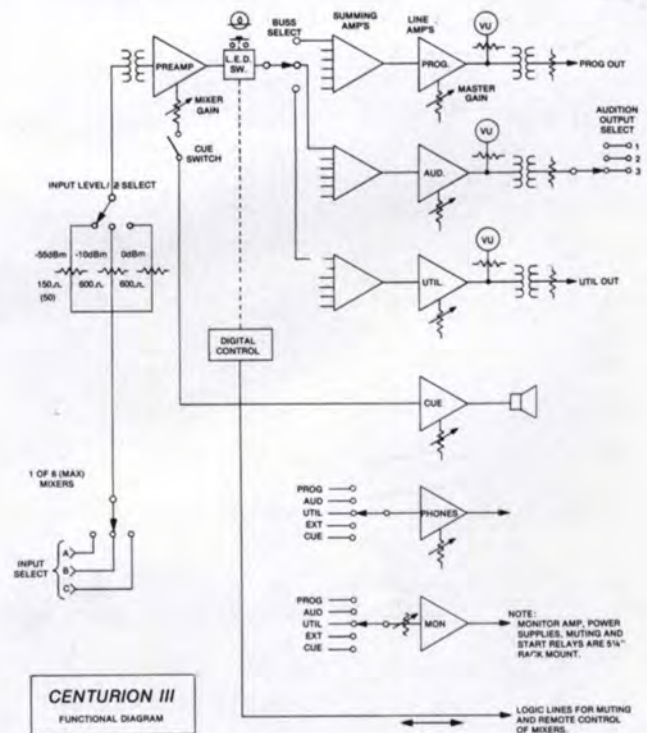 BUSS
SELECT
SUMMING
AMP'S
LINE
AMP'S
VU
PREAMP
L.E.D.
SW.
PROG.
PROG OUT
MIXER
GAIN
MASTER
GAIN
AUDITION
OUTPUT
SELECT
CUE
SWITCH
VU
1
2
3
AUD.
INPUT LEVEL/ Ø SELECT
-55dBm
-10dBm
0dBm
150Ω
600Ω
600Ω
(50)
VU
UTIL.
UTIL OUT
DIGITAL
CONTROL
CUE
1 OF 6 (MAX)
MIXERS
PROG
AUD
UTIL
EXT
CUE
PHONES
INPUT
SELECT
A
B
C
PROG
AUD
UTIL
EXT
CUE
MON
NOTE:
MONITOR AMP, POWER
SUPPLIES, MUTING AND
START RELAYS ARE 5¼"
RACK MOUNT.
CENTURION III
FUNCTIONAL DIAGRAM
LOGIC LINES FOR MUTING
AND REMOTE CONTROL
OF MIXERS.